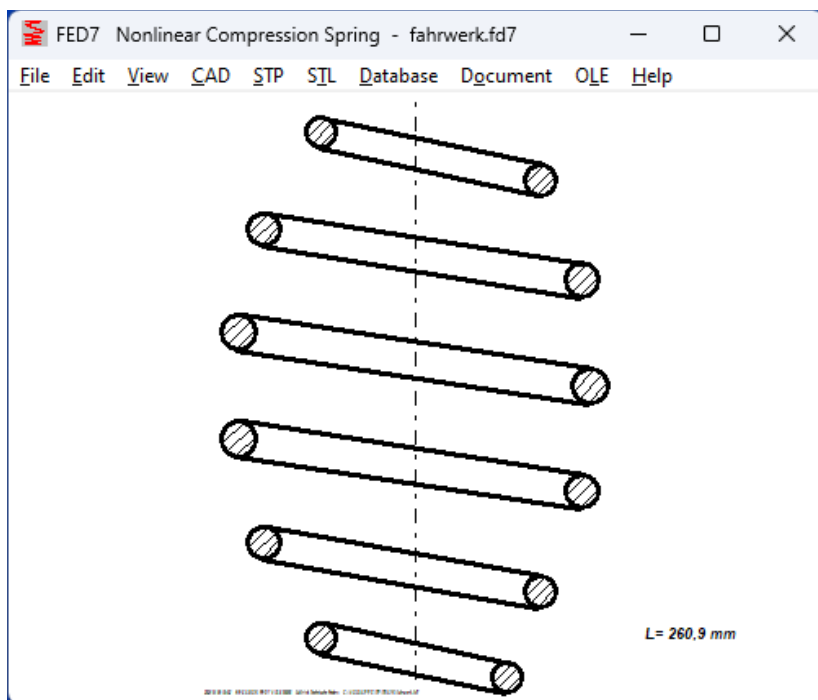 FED7 Nonlinear Compression Spring - fahrwerk.fd7
File Edit View CAD STP STL Database Document OLE Help
L= 260,9 mm